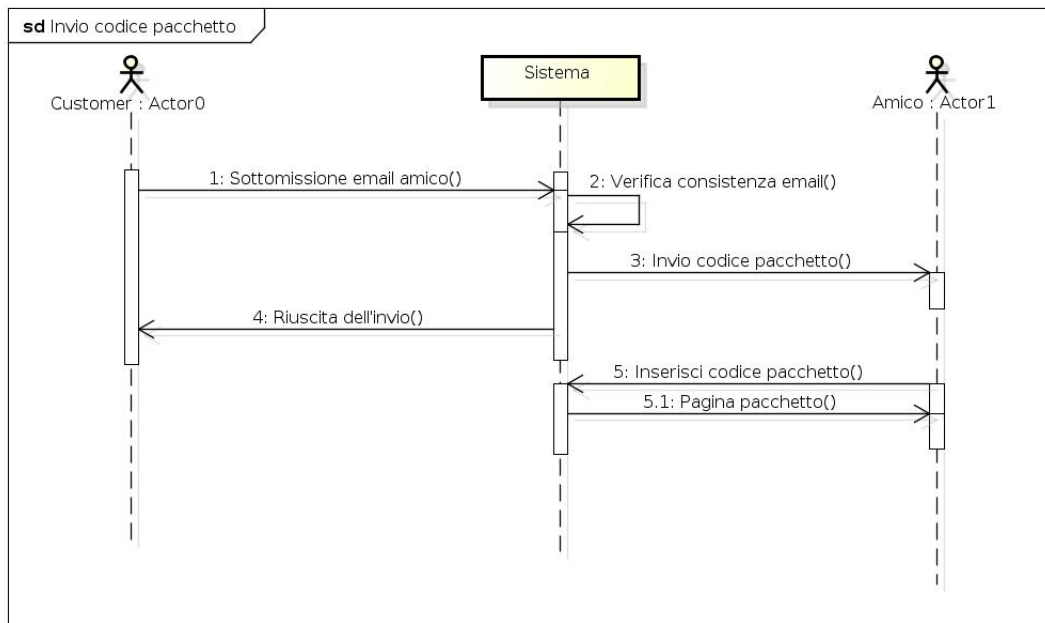 sd Invio codice pacchetto
Customer : Actor0
Sistema
Amico : Actor1
1: Sottomissione email amico()
2: Verifica consistenza email()
3: Invio codice pacchetto()
4: Riuscita dell'invio()
5: Inserisci codice pacchetto()
5.1: Pagina pacchetto()